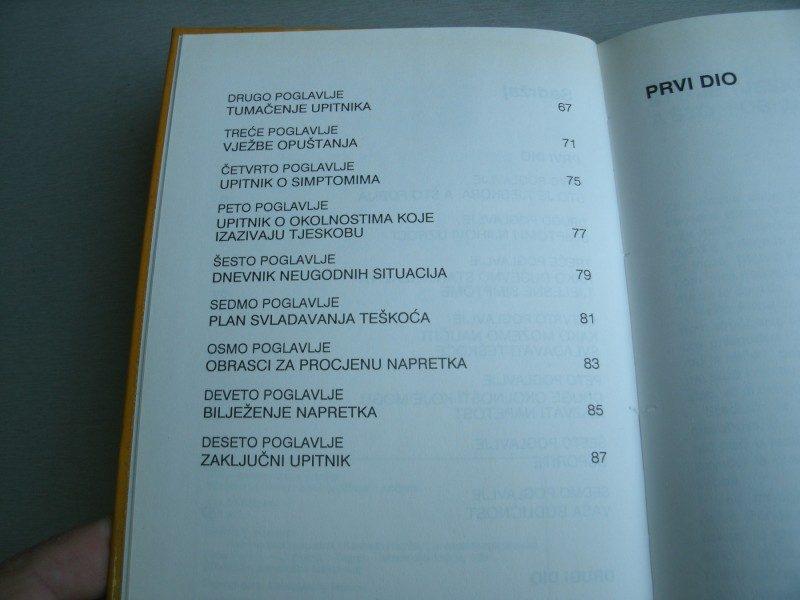 DRUGO POGLAVLJE
TUMAČENJE UPITNIKA 67
TREĆE POGLAVLJE
VJEŽBE OPUŠTANJA 71
ČETVRTO POGLAVLJE
UPITNIK O SIMPTOMIMA 75
PETO POGLAVLJE
UPITNIK O OKOLNOSTIMA KOJE
IZAZIVAJU TJESKOBU 77
ŠESTO POGLAVLJE
DNEVNIK NEUGODNIH SITUACIJA 79
SEDMO POGLAVLJE
PLAN SVLADAVANJA TEŠKOĆA 81
OSMO POGLAVLJE
OBRASCI ZA PROCJENU NAPRETKA 83
DEVETO POGLAVLJE
BILJEŽENJE NAPRETKA 85
DESETO POGLAVLJE
ZAKLJUČNI UPITNIK 87
PRVI DIO